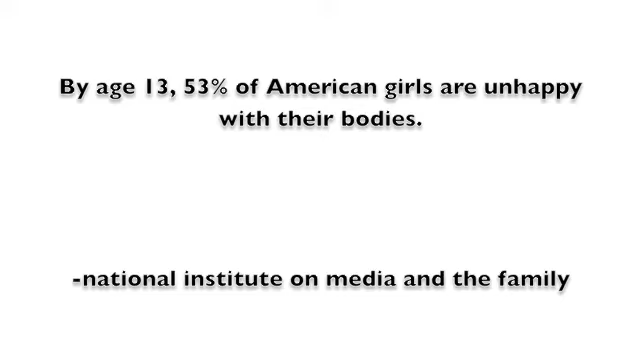 By age 13, 53% of American girls are unhappy
with their bodies.
-national institute on media and the family